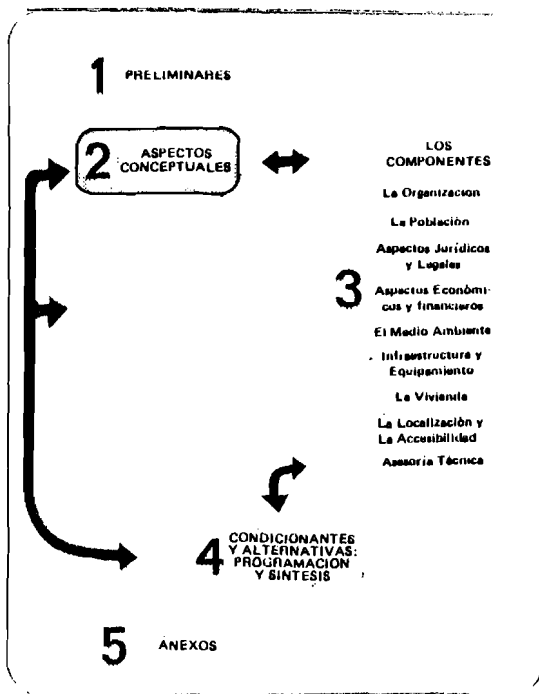 1 PRELIMINARES
2 ASPECTOS
CONCEPTUALES
LOS
COMPONENTES
La Organización
La Población
Aspectos Jurídicos
y Legales
3 Aspectos Económi-
cos y financieros
El Medio Ambiente
Infraestructura y
Equipamiento
La Vivienda
La Localización y
La Accesibilidad
Asesoría Técnica
4 CONDICIONANTES
Y ALTERNATIVAS:
PROGRAMACION
Y SINTESIS
5 ANEXOS